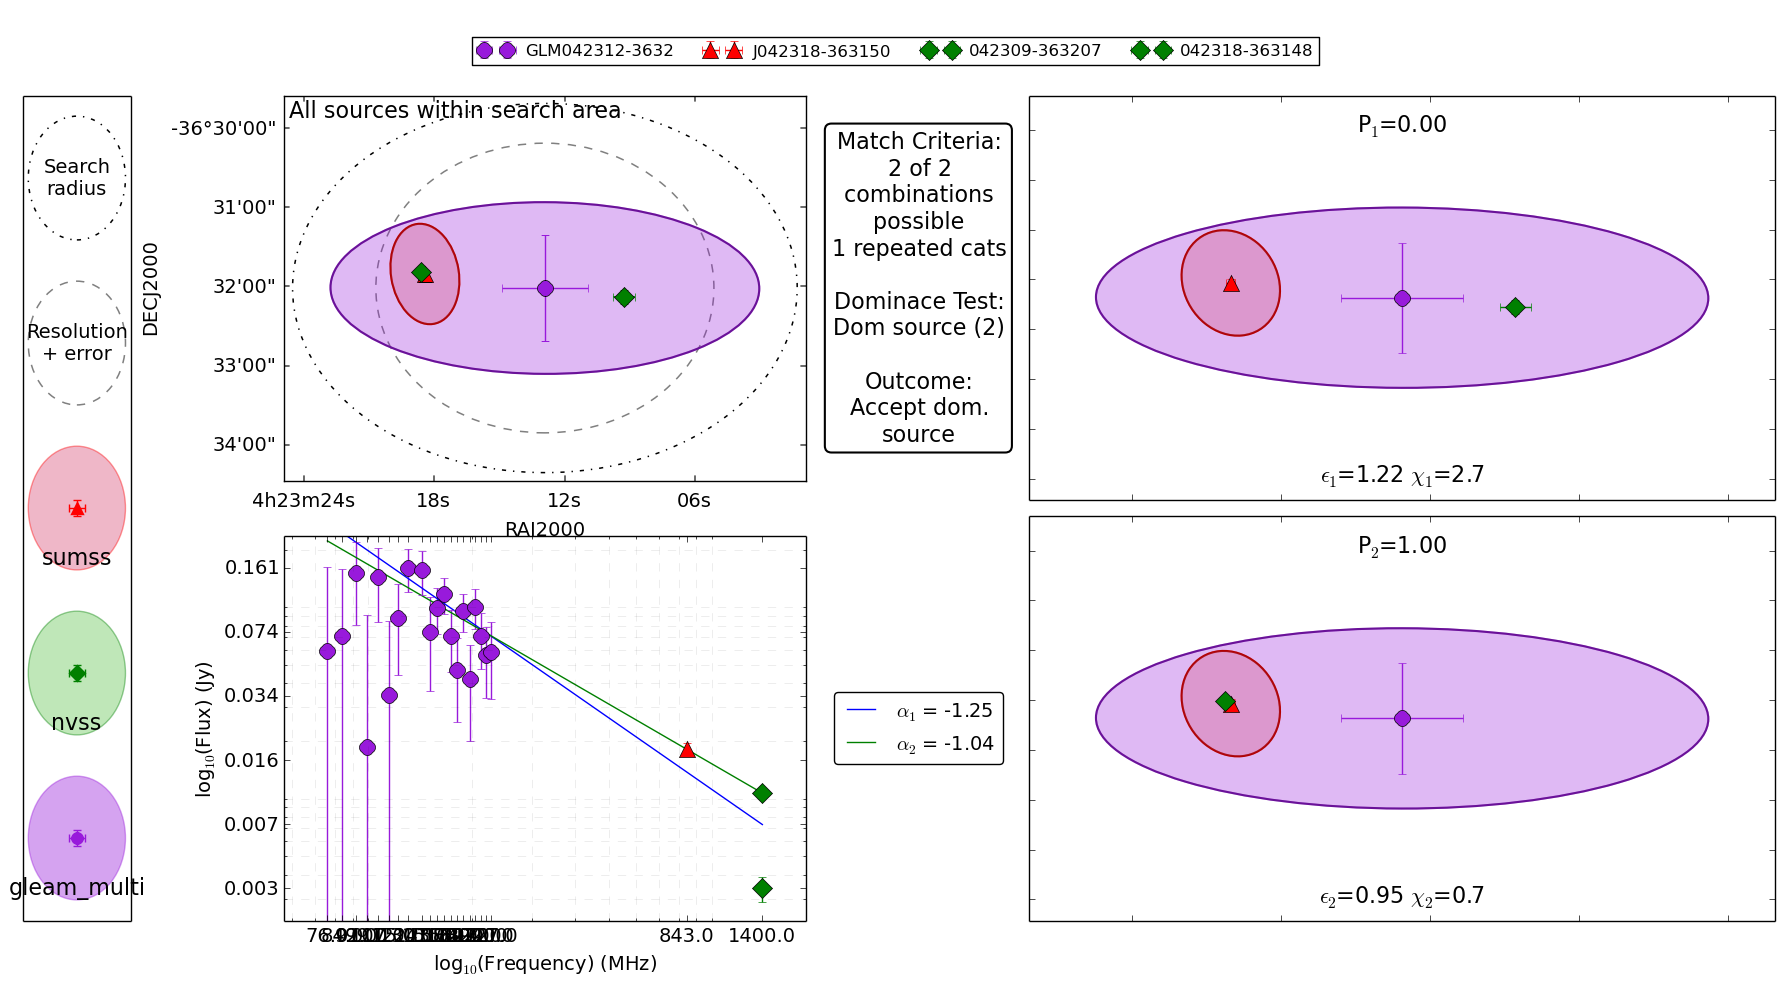 GLM042312-3632 J042318-363150 042309-363207 042318-363148
Search
radius
Resolution
+ error
sumss
nvss
gleam_multi
All sources within search area
DECJ2000
-36°30'00"
31'00"
32'00"
33'00"
34'00"
4h23m24s 18s 12s 06s
RAJ2000
Match Criteria:
2 of 2
combinations
possible
1 repeated cats
Dominace Test:
Dom source (2)
Outcome:
Accept dom.
source
P₁=0.00
ϵ₁=1.22 χ₁=2.7
log₁₀(Flux) (Jy)
0.161
0.074
0.034
0.016
0.007
0.003
843.0 1400.0
log₁₀(Frequency) (MHz)
α₁ = -1.25
α₂ = -1.04
P₂=1.00
ϵ₂=0.95 χ₂=0.7